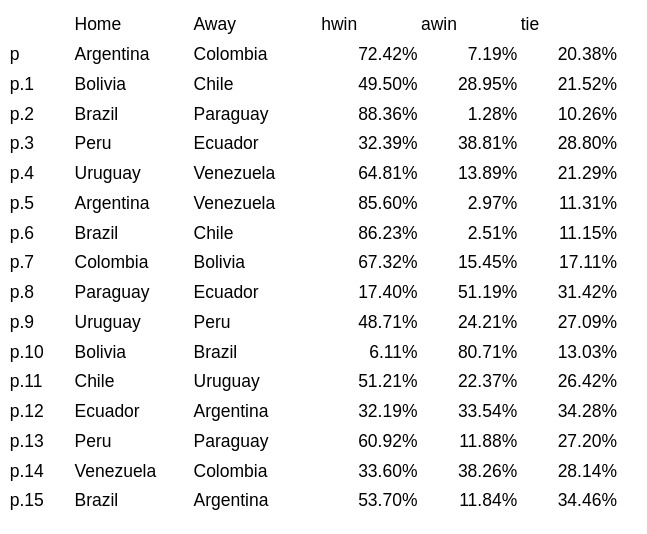 Home Away hwin awin tie
p Argentina Colombia 72.42% 7.19% 20.38%
p.1 Bolivia Chile 49.50% 28.95% 21.52%
p.2 Brazil Paraguay 88.36% 1.28% 10.26%
p.3 Peru Ecuador 32.39% 38.81% 28.80%
p.4 Uruguay Venezuela 64.81% 13.89% 21.29%
p.5 Argentina Venezuela 85.60% 2.97% 11.31%
p.6 Brazil Chile 86.23% 2.51% 11.15%
p.7 Colombia Bolivia 67.32% 15.45% 17.11%
p.8 Paraguay Ecuador 17.40% 51.19% 31.42%
p.9 Uruguay Peru 48.71% 24.21% 27.09%
p.10 Bolivia Brazil 6.11% 80.71% 13.03%
p.11 Chile Uruguay 51.21% 22.37% 26.42%
p.12 Ecuador Argentina 32.19% 33.54% 34.28%
p.13 Peru Paraguay 60.92% 11.88% 27.20%
p.14 Venezuela Colombia 33.60% 38.26% 28.14%
p.15 Brazil Argentina 53.70% 11.84% 34.46%